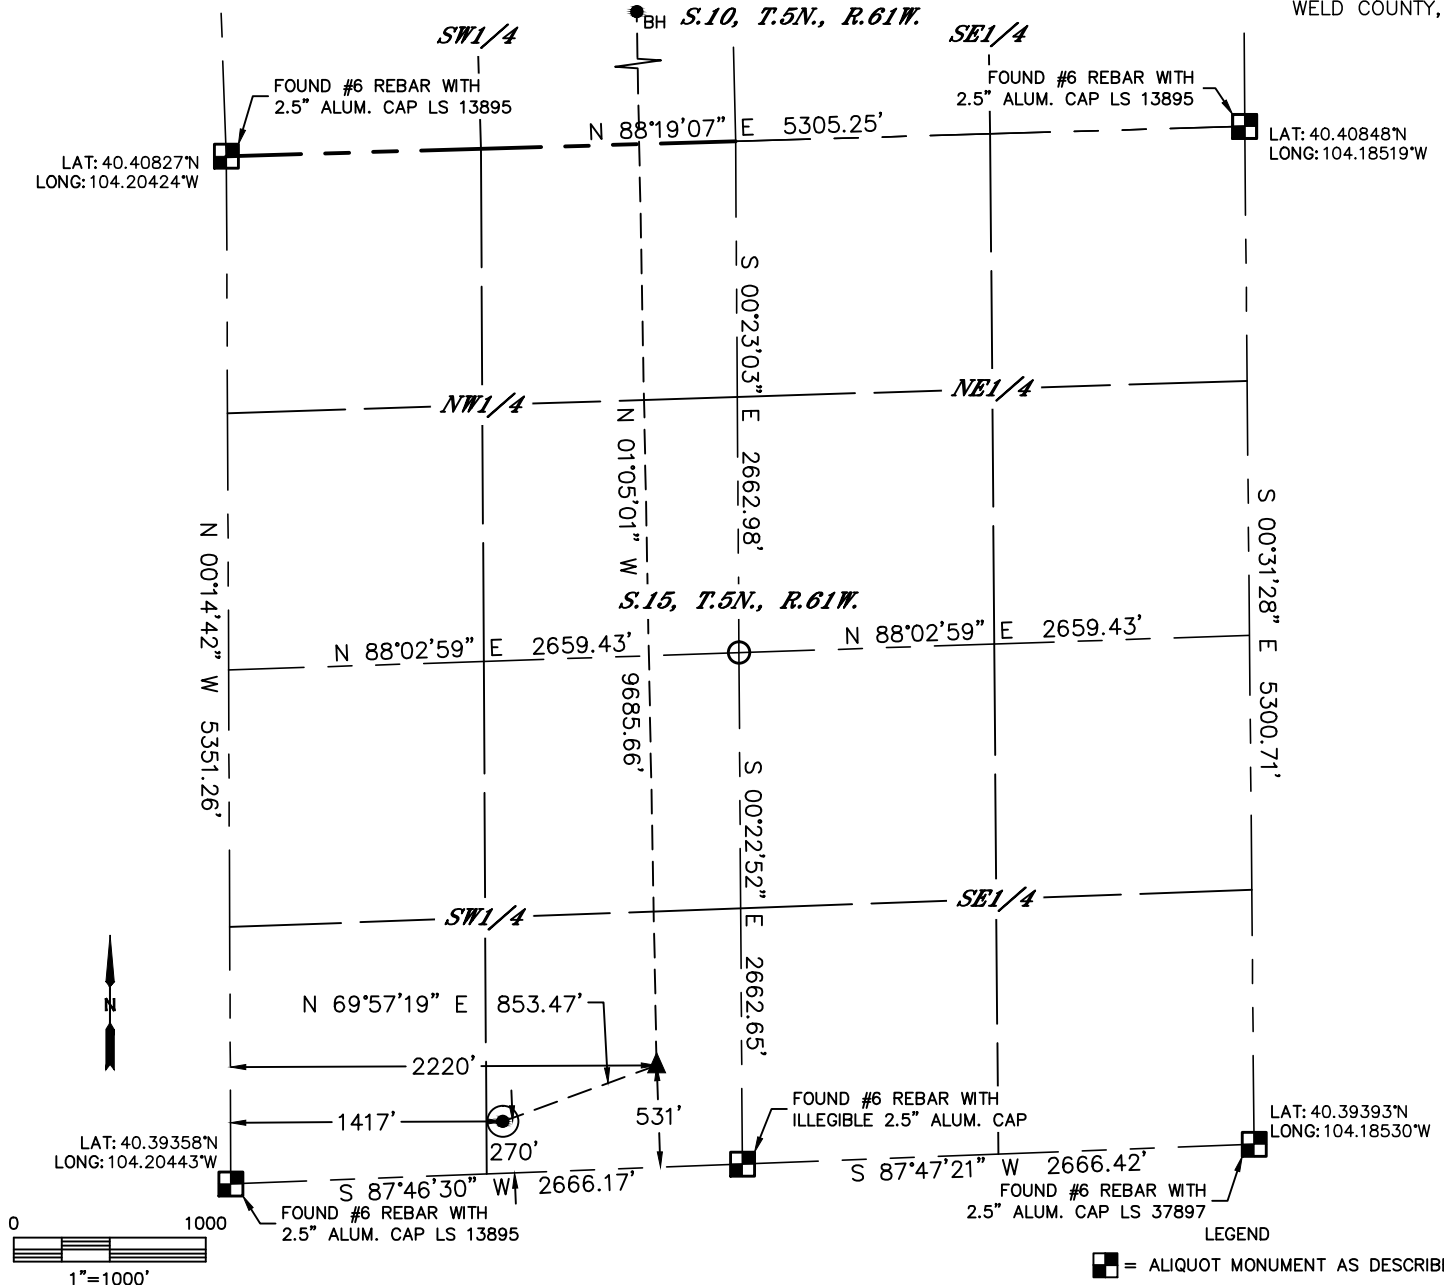 WELD COUNTY,
BH S.10, T.5N., R.61W.
SW1/4
SE1/4
FOUND #6 REBAR WITH
2.5" ALUM. CAP LS 13895
FOUND #6 REBAR WITH
2.5" ALUM. CAP LS 13895
N 88°19'07" E 5305.25'
LAT: 40.40827°N
LONG: 104.20424°W
LAT: 40.40848°N
LONG: 104.18519°W
S 00°23'03" E 2662.98'
NW1/4
NE1/4
N 01°05'01" W 9685.66'
N 00°14'42" W 5351.26'
S 00°31'28" E 5300.71'
S.15, T.5N., R.61W.
N 88°02'59" E 2659.43'
N 88°02'59" E 2659.43'
S 00°22'52" E 2662.65'
SW1/4
SE1/4
N
N 69°57'19" E 853.47'
2220'
1417'
531'
270'
FOUND #6 REBAR WITH
ILLEGIBLE 2.5" ALUM. CAP
LAT: 40.39358°N
LONG: 104.20443°W
LAT: 40.39393°N
LONG: 104.18530°W
S 87°46'30" W 2666.17'
S 87°47'21" W 2666.42'
FOUND #6 REBAR WITH
2.5" ALUM. CAP LS 13895
FOUND #6 REBAR WITH
2.5" ALUM. CAP LS 37897
0 1000
1"=1000'
LEGEND
= ALIQUOT MONUMENT AS DESCRIBE